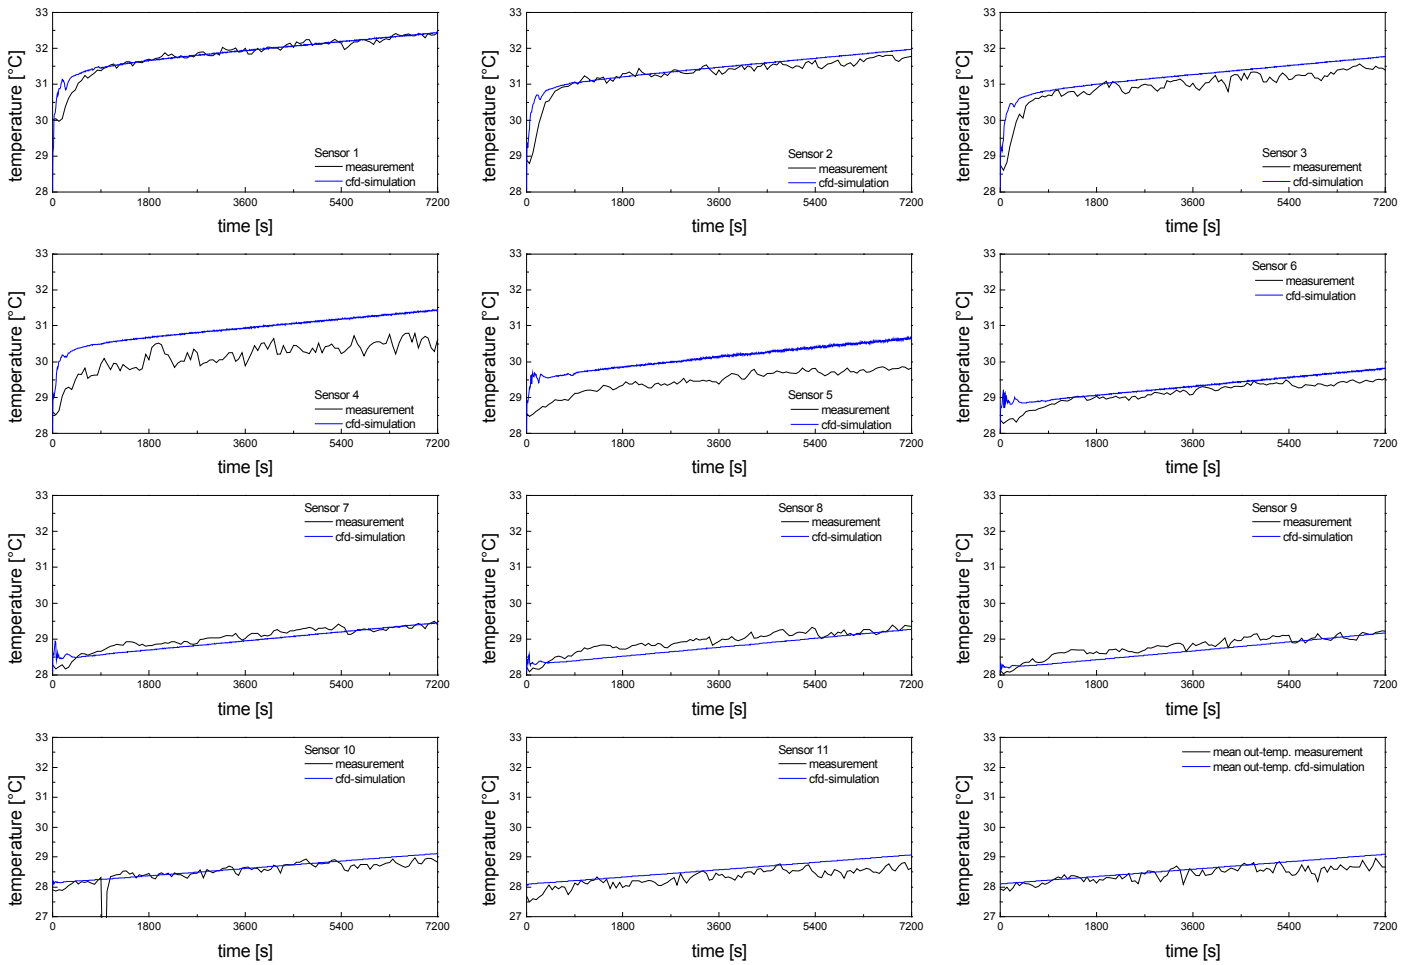 33
32
31
30
29
28
temperature [°C]
Sensor 1
measurement
cfd-simulation
0 1800 3600 5400 7200
time [s]
33
32
31
30
29
28
temperature [°C]
Sensor 2
measurement
cfd-simulation
0 1800 3600 5400 7200
time [s]
33
32
31
30
29
28
temperature [°C]
Sensor 3
measurement
cfd-simulation
0 1800 3600 5400 7200
time [s]
33
32
31
30
29
28
temperature [°C]
Sensor 4
measurement
cfd-simulation
0 1800 3600 5400 7200
time [s]
33
32
31
30
29
28
temperature [°C]
Sensor 5
measurement
cfd-simulation
0 1800 3600 5400 7200
time [s]
33
32
31
30
29
28
temperature [°C]
Sensor 6
measurement
cfd-simulation
0 1800 3600 5400 7200
time [s]
33
32
31
30
29
28
temperature [°C]
Sensor 7
measurement
cfd-simulation
0 1800 3600 5400 7200
time [s]
33
32
31
30
29
28
temperature [°C]
Sensor 8
measurement
cfd-simulation
0 1800 3600 5400 7200
time [s]
33
32
31
30
29
28
temperature [°C]
Sensor 9
measurement
cfd-simulation
0 1800 3600 5400 7200
time [s]
33
32
31
30
29
28
27
temperature [°C]
Sensor 10
measurement
cfd-simulation
0 1800 3600 5400 7200
time [s]
33
32
31
30
29
28
27
temperature [°C]
Sensor 11
measurement
cfd-simulation
0 1800 3600 5400 7200
time [s]
33
32
31
30
29
28
27
temperature [°C]
mean out-temp. measurement
mean out-temp. cfd-simulation
0 1800 3600 5400 7200
time [s]